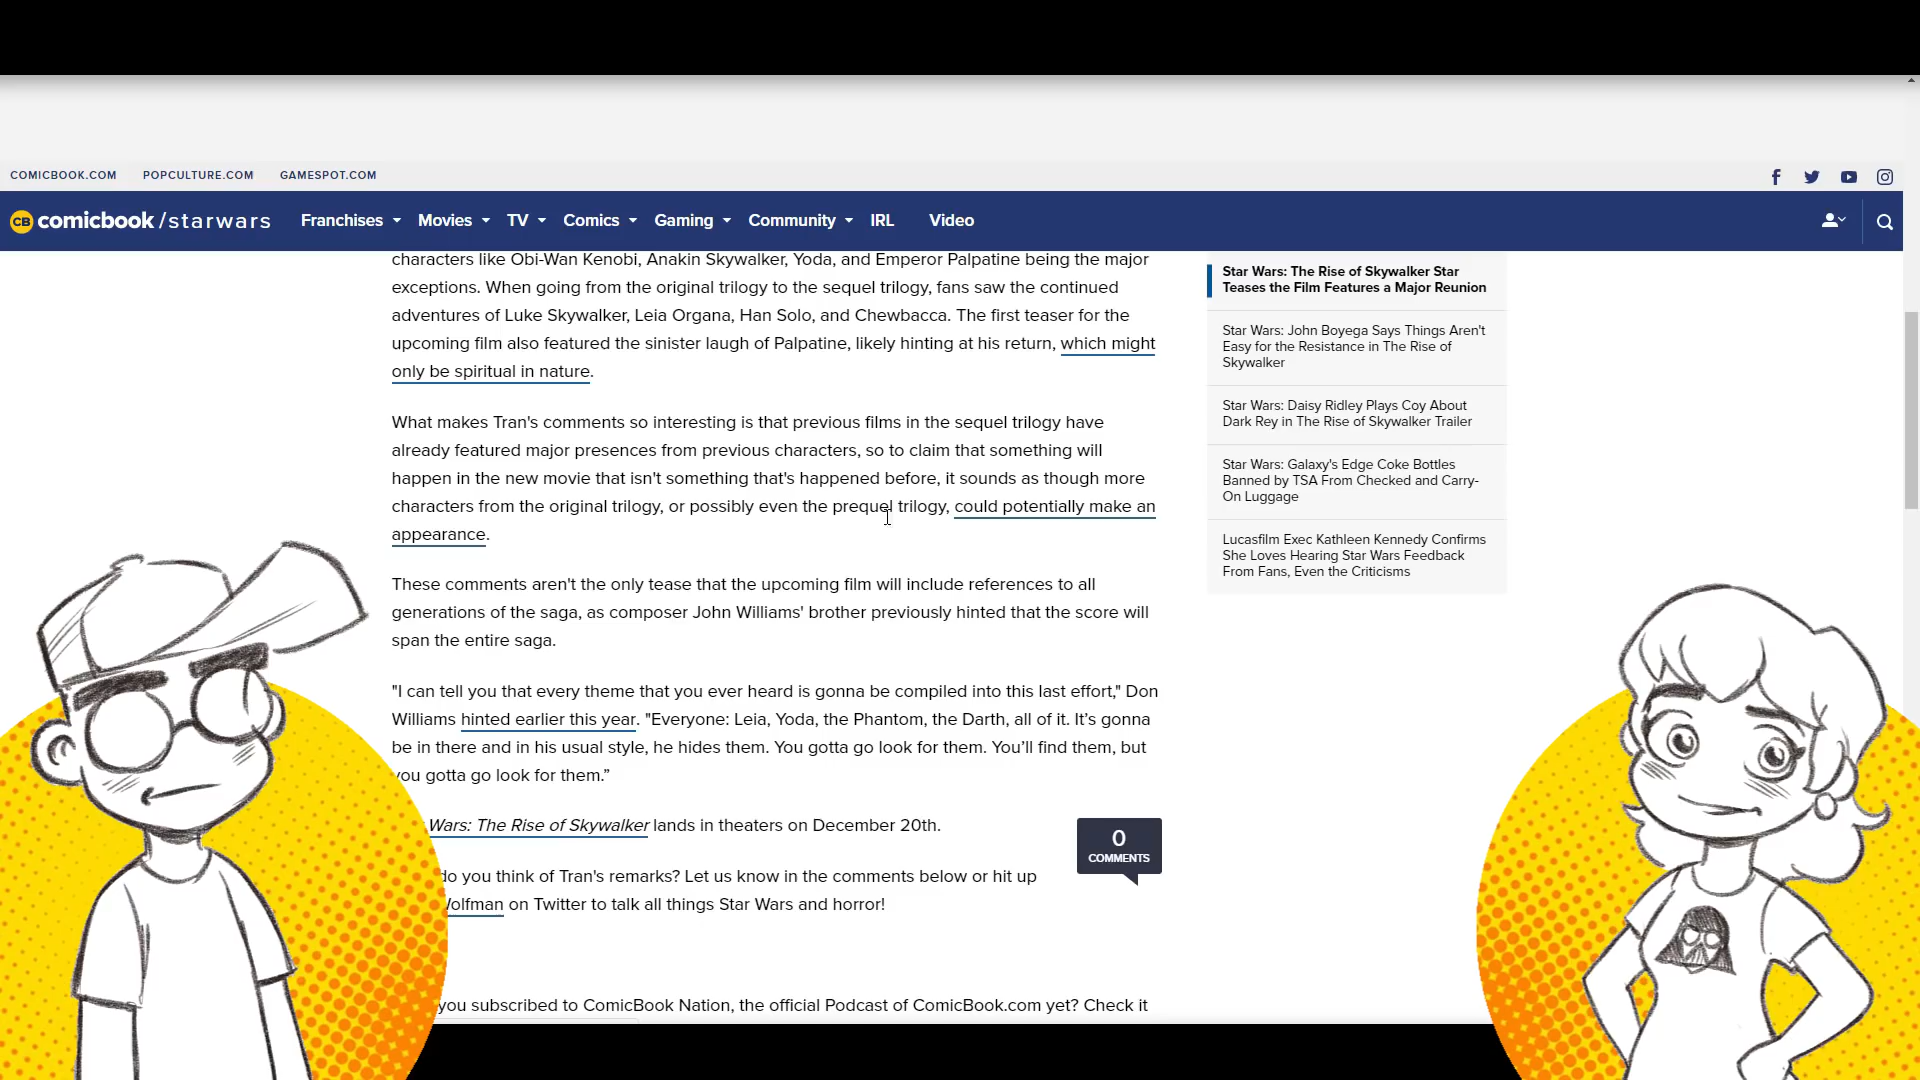 COMICBOOK.COM POPCULTURE.COM GAMESPOT.COM
CB comicbook/starwars Franchises Movies TV Comics Gaming Community IRL Video
characters like Obi-Wan Kenobi, Anakin Skywalker, Yoda, and Emperor Palpatine being the major
exceptions. When going from the original trilogy to the sequel trilogy, fans saw the continued
adventures of Luke Skywalker, Leia Organa, Han Solo, and Chewbacca. The first teaser for the
upcoming film also featured the sinister laugh of Palpatine, likely hinting at his return, which might
only be spiritual in nature.
What makes Tran's comments so interesting is that previous films in the sequel trilogy have
already featured major presences from previous characters, so to claim that something will
happen in the new movie that isn't something that's happened before, it sounds as though more
characters from the original trilogy, or possibly even the prequel trilogy, could potentially make an
appearance.
These comments aren't the only tease that the upcoming film will include references to all
generations of the saga, as composer John Williams' brother previously hinted that the score will
span the entire saga.
"I can tell you that every theme that you ever heard is gonna be compiled into this last effort," Don
Williams hinted earlier this year. "Everyone: Leia, Yoda, the Phantom, the Darth, all of it. It's gonna
be in there and in his usual style, he hides them. You gotta go look for them. You'll find them, but
you gotta go look for them."
Wars: The Rise of Skywalker lands in theaters on December 20th.
do you think of Tran's remarks? Let us know in the comments below or hit up
Wolfman on Twitter to talk all things Star Wars and horror!
0
COMMENTS
you subscribed to ComicBook Nation, the official Podcast of ComicBook.com yet? Check it
Star Wars: The Rise of Skywalker Star
Teases the Film Features a Major Reunion
Star Wars: John Boyega Says Things Aren't
Easy for the Resistance in The Rise of
Skywalker
Star Wars: Daisy Ridley Plays Coy About
Dark Rey in The Rise of Skywalker Trailer
Star Wars: Galaxy's Edge Coke Bottles
Banned by TSA From Checked and Carry-
On Luggage
Lucasfilm Exec Kathleen Kennedy Confirms
She Loves Hearing Star Wars Feedback
From Fans, Even the Criticisms